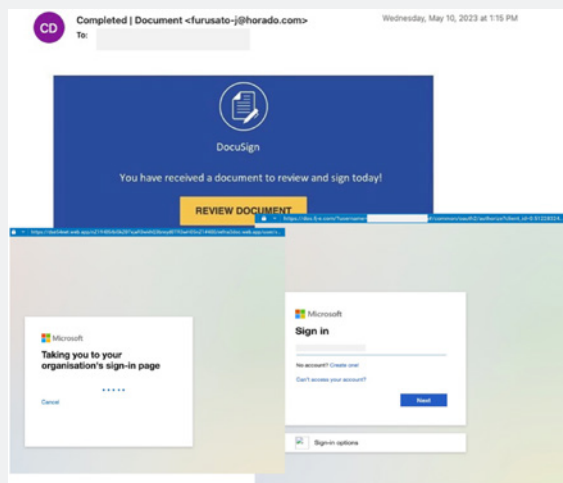 CD
Completed | Document <furusato-j@horado.com>
Wednesday, May 10, 2023 at 1:15 PM
To:
DocuSign
You have received a document to review and sign today!
REVIEW DOCUMENT
Microsoft
Taking you to your
organisation's sign-in page
Cancel
Microsoft
Sign in
No account? Create one!
Can't access your account?
Next
Sign-in options